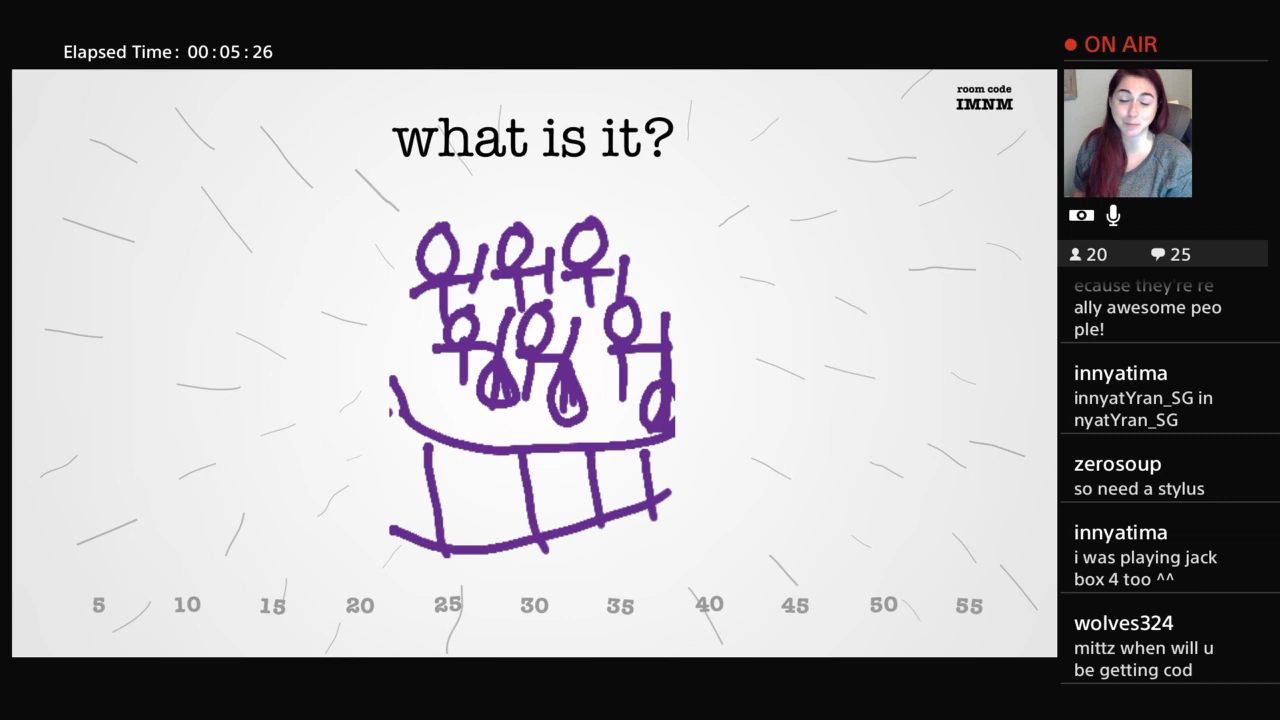 Elapsed Time: 00:05:26
ON AIR
room code
IMNM
what is it?
20 25
ecause they're re
ally awesome peo
ple!
innyatima
innyatYran_SG in
nyatYran_SG
zerosoup
so need a stylus
innyatima
i was playing jack
box 4 too ^^
wolves324
mittz when will u
be getting cod
5 10 15 20 25 30 35 40 45 50 55